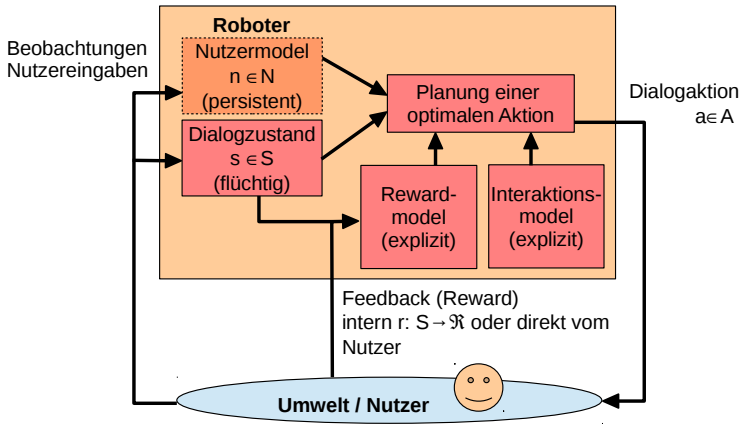 Roboter
Beobachtungen
Nutzereingaben
Nutzermodel
n ∈ N
(persistent)
Dialogzustand
s ∈ S
(flüchtig)
Planung einer
optimalen Aktion
Dialogaktion
a∈ A
Reward-
model
(explizit)
Interaktions-
model
(explizit)
Feedback (Reward)
intern r: S→ℜ oder direkt vom
Nutzer
Umwelt / Nutzer